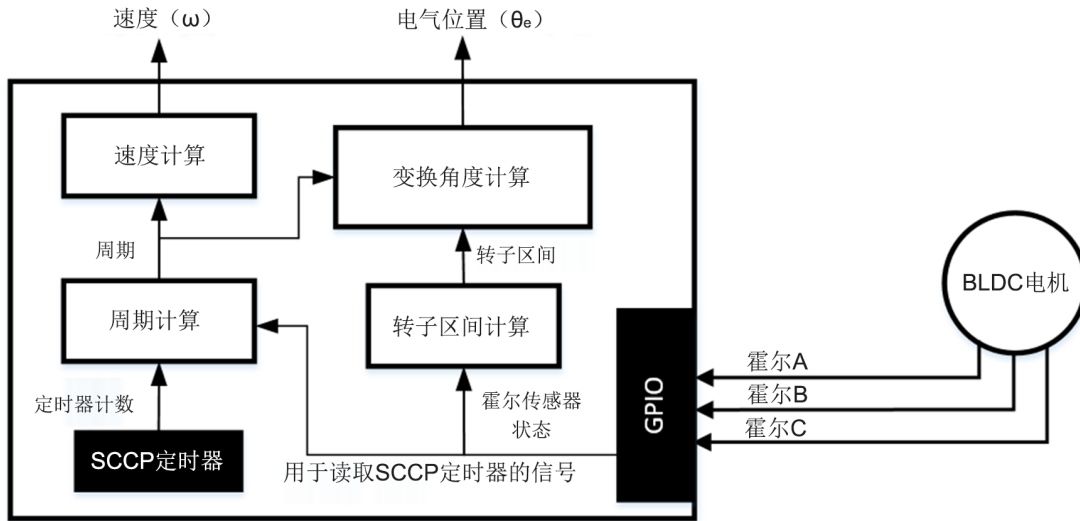 速度（ω）
电气位置（θe）
速度计算
变换角度计算
周期
转子区间
BLDC电机
周期计算
转子区间计算
霍尔A
霍尔B
霍尔C
GPIO
定时器计数
霍尔传感器
状态
SCCP定时器
用于读取SCCP定时器的信号